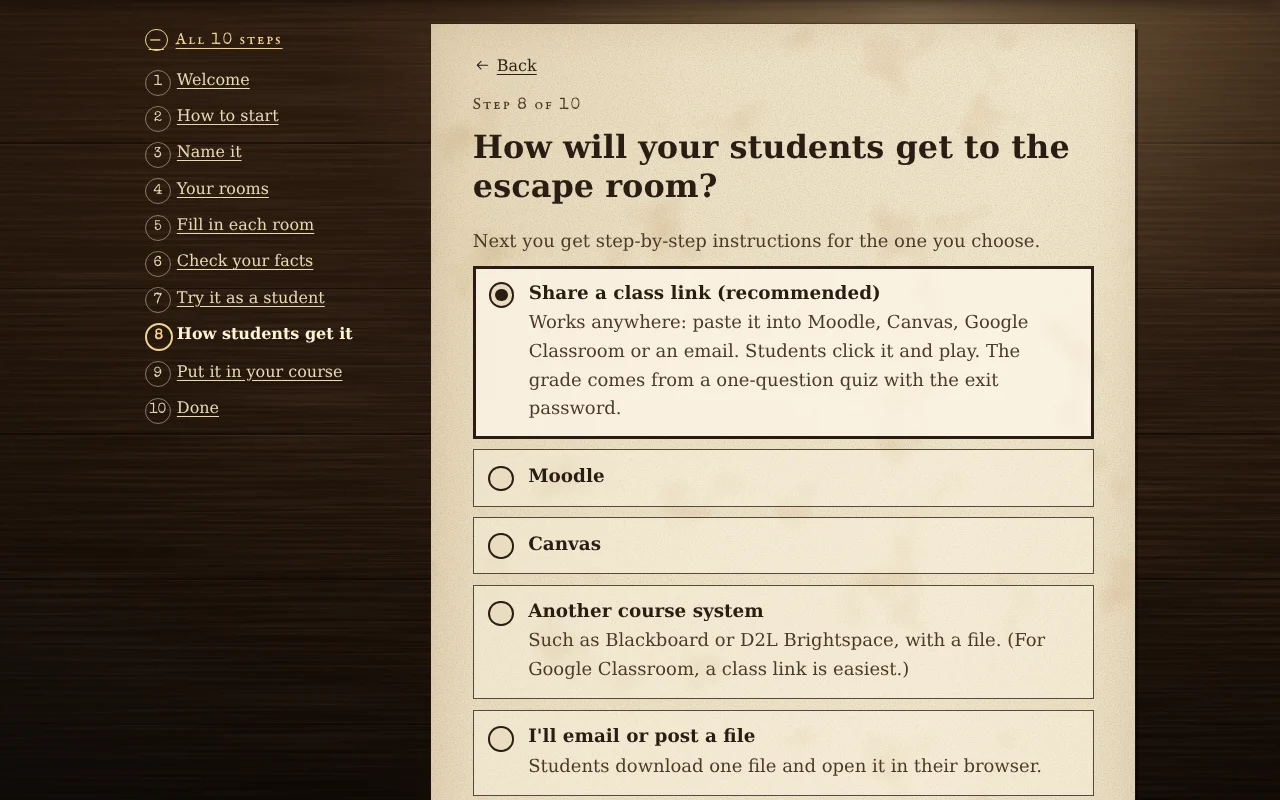 All 10 steps
1 Welcome
2 How to start
3 Name it
4 Your rooms
5 Fill in each room
6 Check your facts
7 Try it as a student
8 How students get it
9 Put it in your course
10 Done
← Back
Step 8 of 10
How will your students get to the
escape room?
Next you get step-by-step instructions for the one you choose.
Share a class link (recommended)
Works anywhere: paste it into Moodle, Canvas, Google
Classroom or an email. Students click it and play. The
grade comes from a one-question quiz with the exit
password.
Moodle
Canvas
Another course system
Such as Blackboard or D2L Brightspace, with a file. (For
Google Classroom, a class link is easiest.)
I'll email or post a file
Students download one file and open it in their browser.